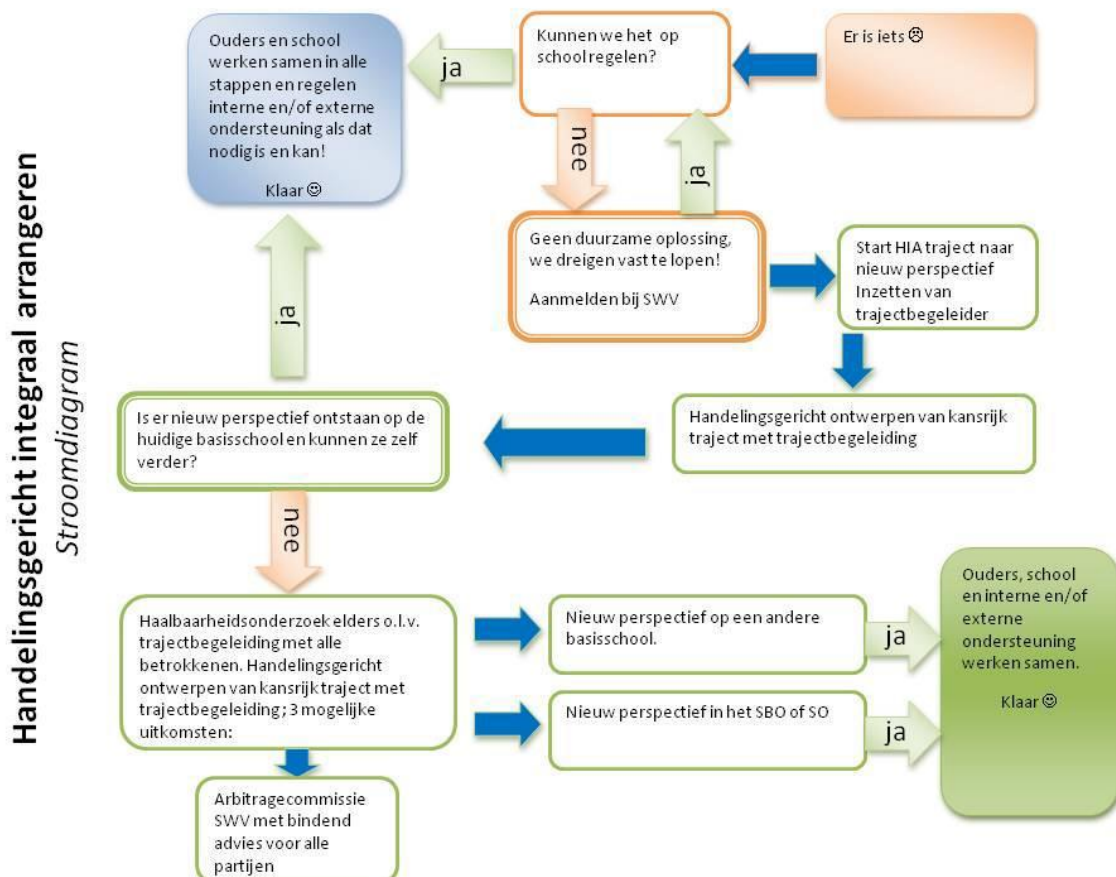 Handelingsgericht integraal arrangeren
Stroomdiagram
Er is iets ☹
Kunnen we het op
school regelen?
ja
Ouders en school
werken samen in alle
stappen en regelen
interne en/of externe
ondersteuning als dat
nodig is en kan!
Klaar ☺
nee
ja
Geen duurzame oplossing,
we dreigen vast te lopen!
Aanmelden bij SWV
Start HIA traject naar
nieuw perspectief
Inzetten van
trajectbegeleider
Handelingsgericht ontwerpen van kansrijk
traject met trajectbegeleiding
Is er nieuw perspectief ontstaan op de
huidige basisschool en kunnen ze zelf
verder?
ja
nee
Haalbaarheidsonderzoek elders o.l.v.
trajectbegeleiding met alle
betrokkenen. Handelingsgericht
ontwerpen van kansrijk traject met
trajectbegeleiding; 3 mogelijke
uitkomsten:
Nieuw perspectief op een andere
basisschool.
ja
Nieuw perspectief in het SBO of SO
ja
Ouders, school
en interne en/of
externe
ondersteuning
werken samen.
Klaar ☺
Arbitragecommissie
SWV met bindend
advies voor alle
partijen